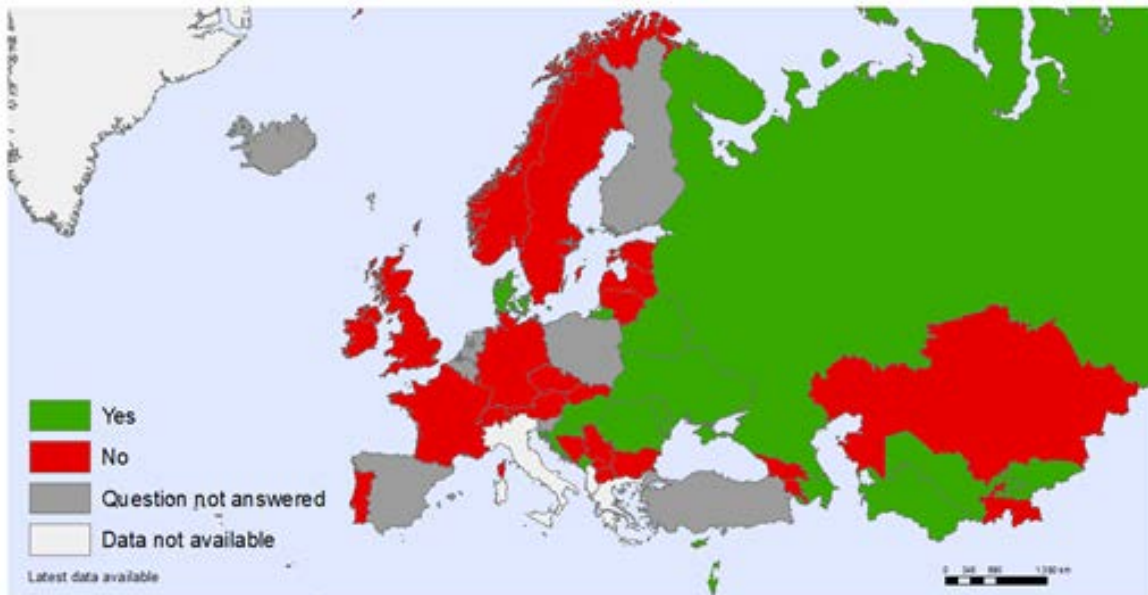 Yes
No
Question not answered
Data not available
Latest data available